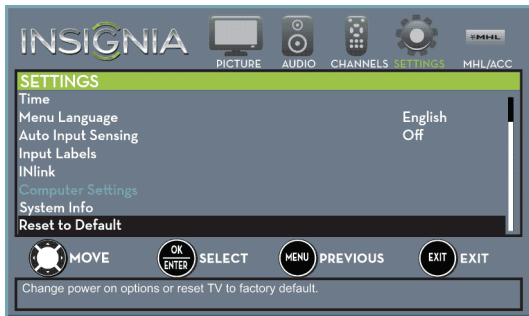 INSIGNIA
PICTURE AUDIO CHANNELS SETTINGS MHL MHL/ACC
SETTINGS
Time
Menu Language English
Auto Input Sensing Off
Input Labels
INlink
Computer Settings
System Info
Reset to Default
MOVE OK ENTER SELECT MENU PREVIOUS EXIT EXIT
Change power on options or reset TV to factory default.